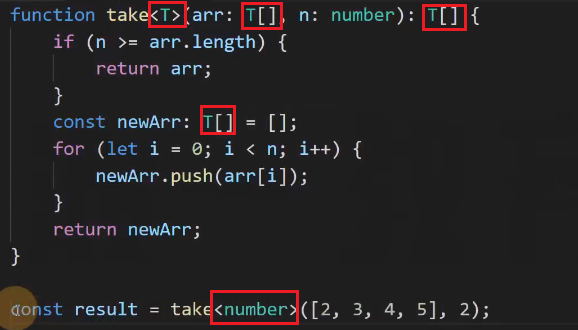 function take<T>(arr: T[], n: number): T[] {
    if (n >= arr.length) {
        return arr;
    }
    const newArr: T[] = [];
    for (let i = 0; i < n; i++) {
        newArr.push(arr[i]);
    }
    return newArr;
}
const result = take<number>([2, 3, 4, 5], 2);